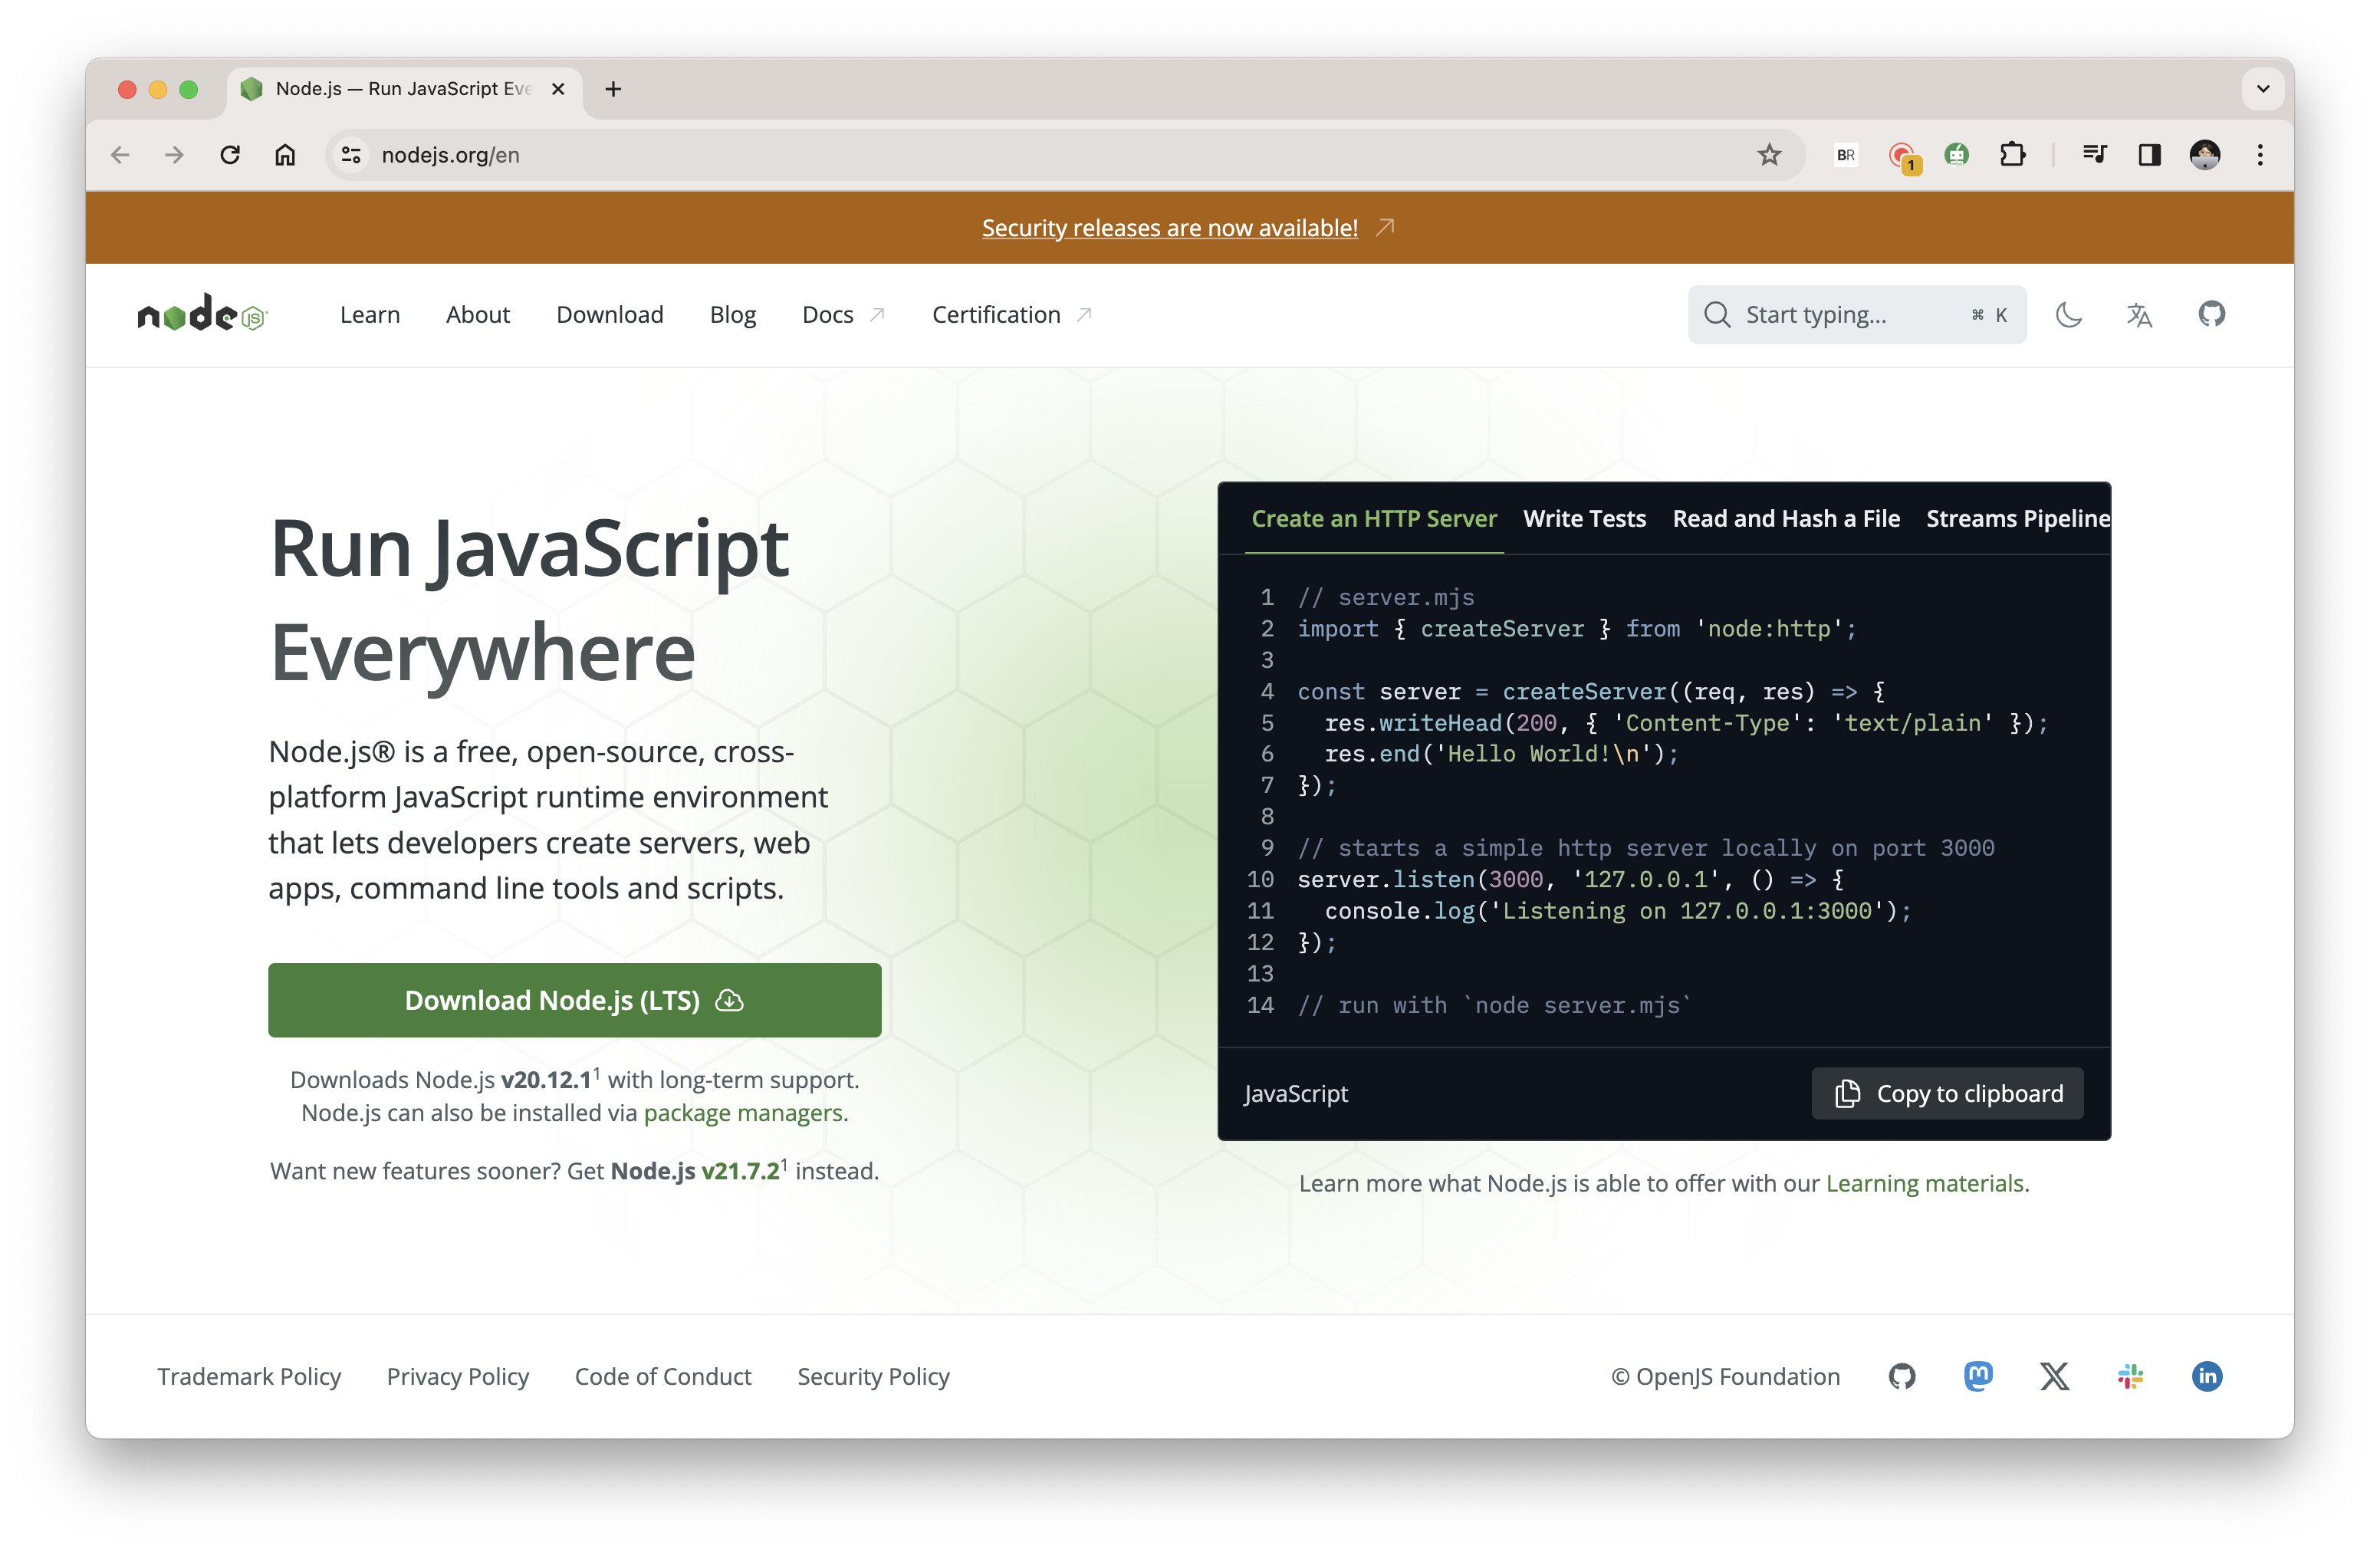 Node.js — Run JavaScript Eve
nodejs.org/en
BR
1
Security releases are now available!
node JS
Learn
About
Download
Blog
Docs
Certification
Start typing...
⌘ K
Run JavaScript
Everywhere
Node.js® is a free, open-source, cross-
platform JavaScript runtime environment
that lets developers create servers, web
apps, command line tools and scripts.
Download Node.js (LTS)
Downloads Node.js v20.12.1¹ with long-term support.
Node.js can also be installed via package managers.
Want new features sooner? Get Node.js v21.7.2¹ instead.
Create an HTTP Server
Write Tests
Read and Hash a File
Streams Pipeline
1 // server.mjs
2 import { createServer } from 'node:http';
3
4 const server = createServer((req, res) => {
5   res.writeHead(200, { 'Content-Type': 'text/plain' });
6   res.end('Hello World!\n');
7 });
8
9 // starts a simple http server locally on port 3000
10 server.listen(3000, '127.0.0.1', () => {
11   console.log('Listening on 127.0.0.1:3000');
12 });
13
14 // run with `node server.mjs`
JavaScript
Copy to clipboard
Learn more what Node.js is able to offer with our Learning materials.
Trademark Policy
Privacy Policy
Code of Conduct
Security Policy
© OpenJS Foundation
m
in